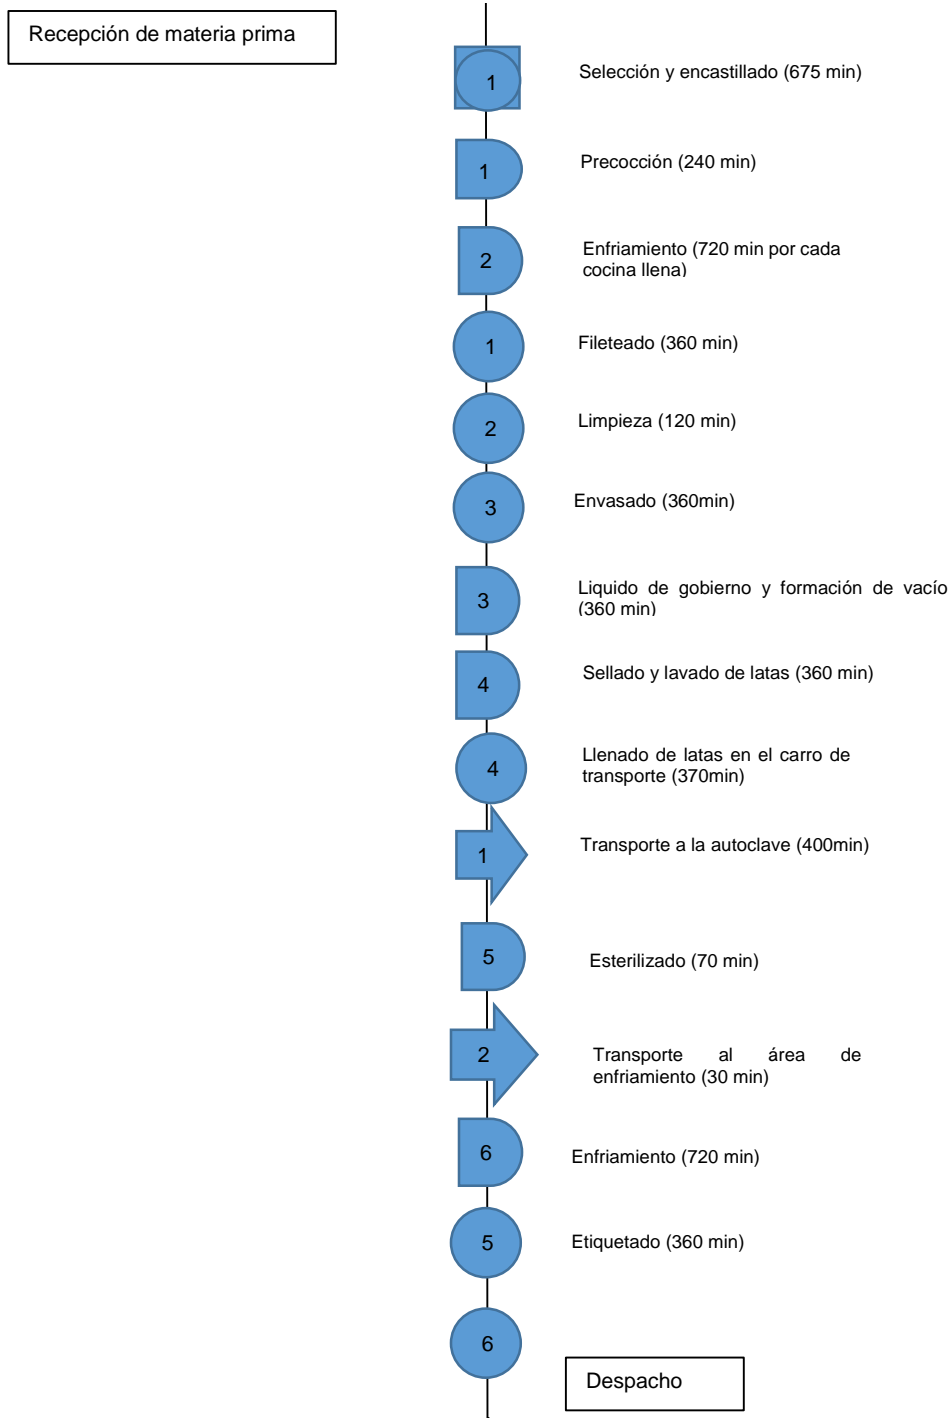 Recepción de materia prima
1
Selección y encastillado (675 min)
1
Precocción (240 min)
2
Enfriamiento (720 min por cada
cocina llena)
1
Fileteado (360 min)
2
Limpieza (120 min)
3
Envasado (360min)
3
Liquido de gobierno y formación de vacío
(360 min)
4
Sellado y lavado de latas (360 min)
4
Llenado de latas en el carro de
transporte (370min)
1
Transporte a la autoclave (400min)
5
Esterilizado (70 min)
2
Transporte al área de
enfriamiento (30 min)
6
Enfriamiento (720 min)
5
Etiquetado (360 min)
6
Despacho